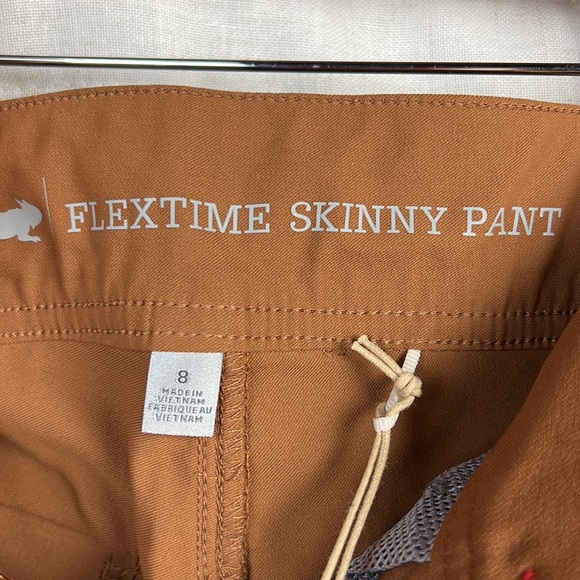 FLEXTIME SKINNY PANT
8
MADE IN
VIETNAM
FABRIQUE AU
VIETNAM